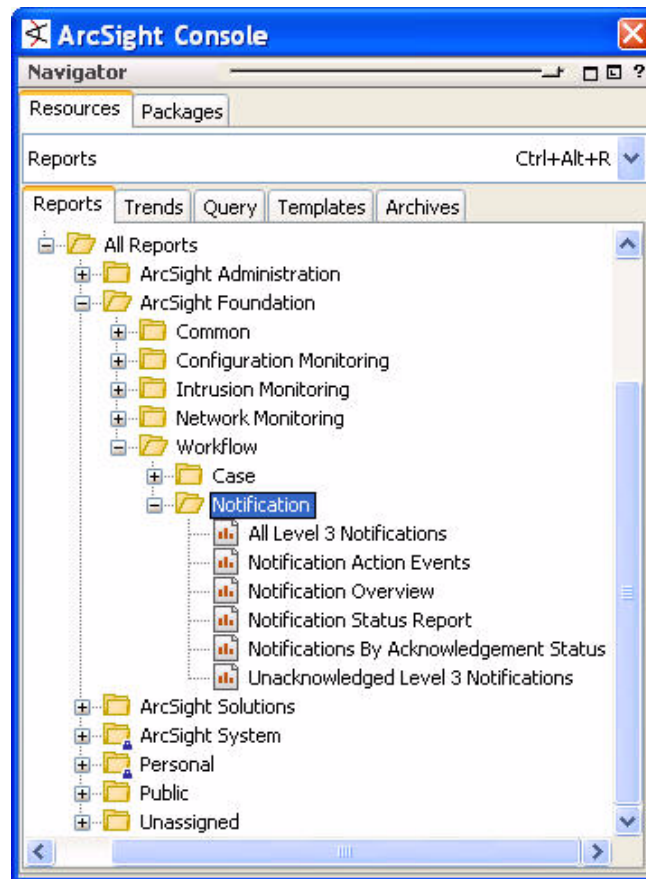 ArcSight Console
Navigator ?
Resources Packages
Reports Ctrl+Alt+R
Reports Trends Query Templates Archives
All Reports
ArcSight Administration
ArcSight Foundation
Common
Configuration Monitoring
Intrusion Monitoring
Network Monitoring
Workflow
Case
Notification
All Level 3 Notifications
Notification Action Events
Notification Overview
Notification Status Report
Notifications By Acknowledgement Status
Unacknowledged Level 3 Notifications
ArcSight Solutions
ArcSight System
Personal
Public
Unassigned